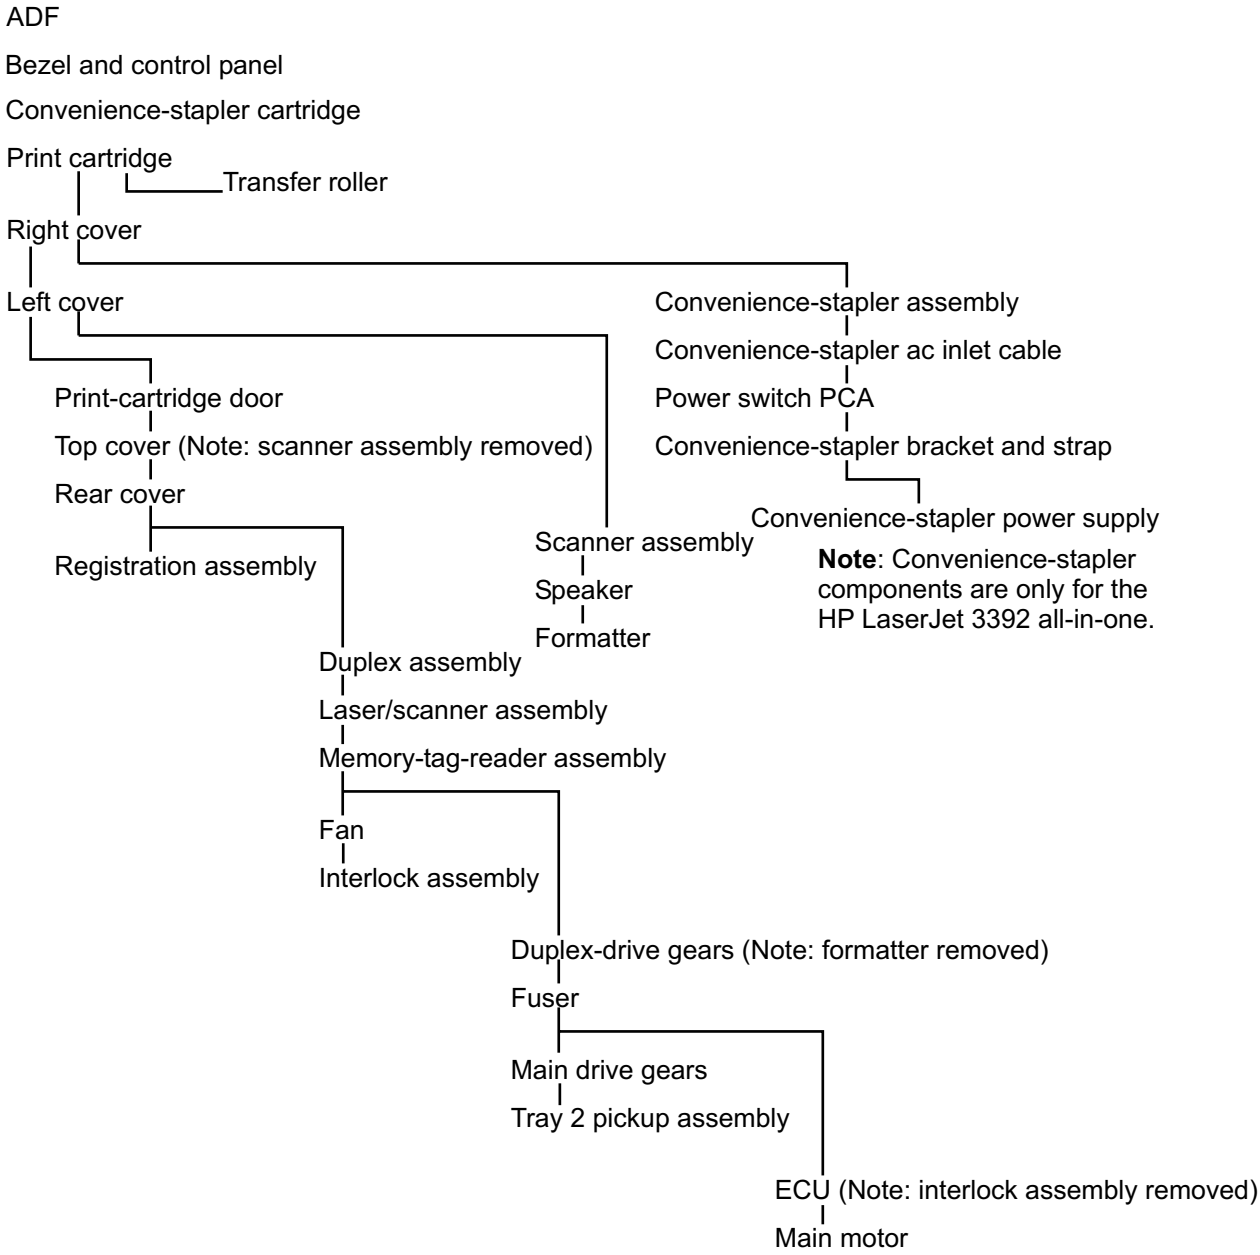 ADF
Bezel and control panel
Convenience-stapler cartridge
Print cartridge
Transfer roller
Right cover
Left cover
Convenience-stapler assembly
Convenience-stapler ac inlet cable
Print-cartridge door
Power switch PCA
Top cover (Note: scanner assembly removed)
Convenience-stapler bracket and strap
Rear cover
Convenience-stapler power supply
Scanner assembly
Note: Convenience-stapler
components are only for the
HP LaserJet 3392 all-in-one.
Registration assembly
Speaker
Formatter
Duplex assembly
Laser/scanner assembly
Memory-tag-reader assembly
Fan
Interlock assembly
Duplex-drive gears (Note: formatter removed)
Fuser
Main drive gears
Tray 2 pickup assembly
ECU (Note: interlock assembly removed)
Main motor